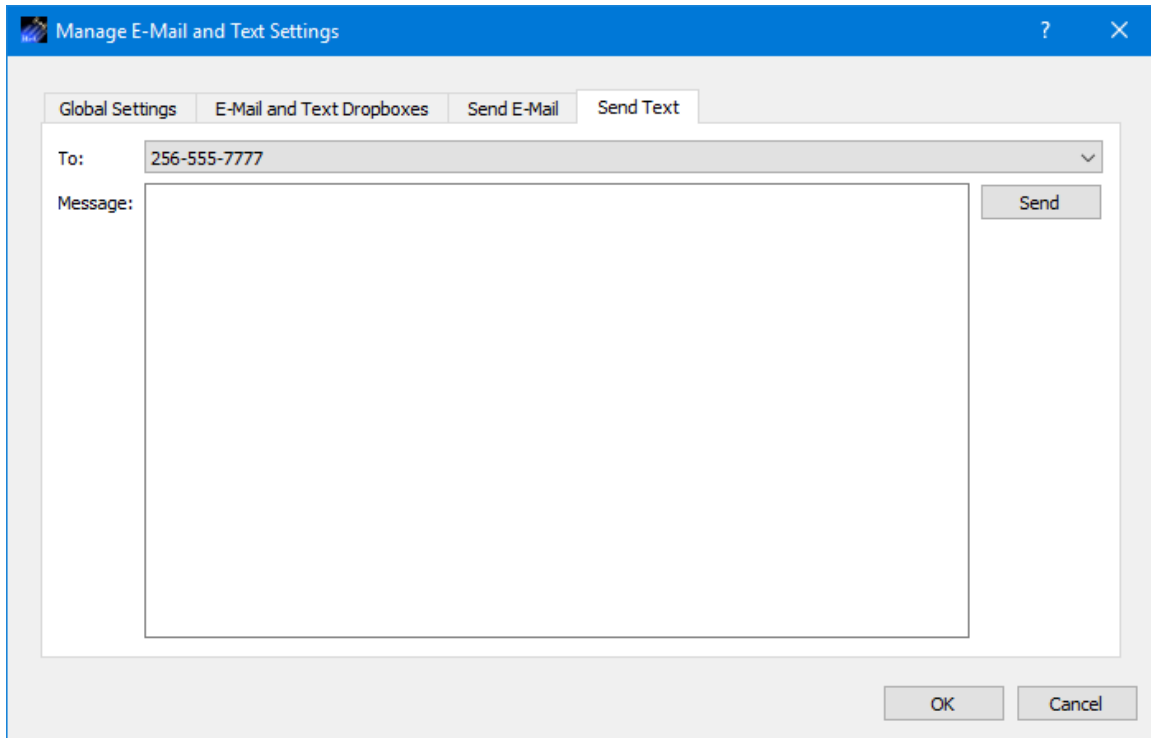 Manage E-Mail and Text Settings ?
Global Settings E-Mail and Text Dropboxes Send E-Mail Send Text
To: 256-555-7777
Message: Send
OK Cancel